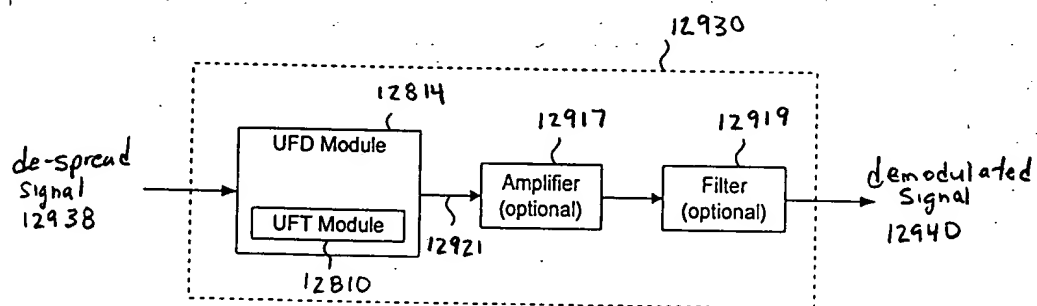 12930
12814
UFD Module
UFT Module
12810
de-spread
signal
12938
12921
12917
Amplifier
(optional)
12919
Filter
(optional)
demodulated
signal
12940